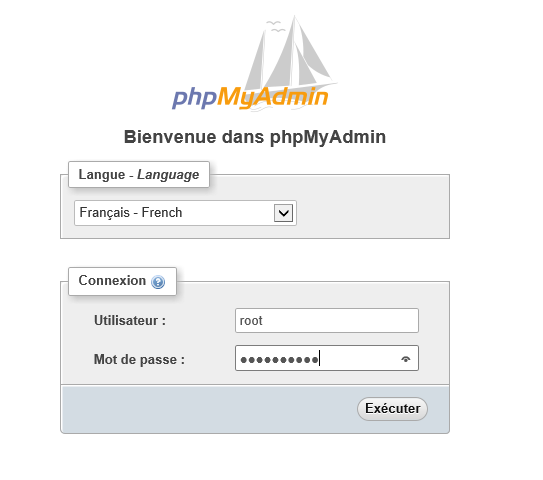 phpMyAdmin
Bienvenue dans phpMyAdmin
Langue - Language
Français - French
Connexion
Utilisateur :
root
Mot de passe :
●●●●●●●●●●
Exécuter